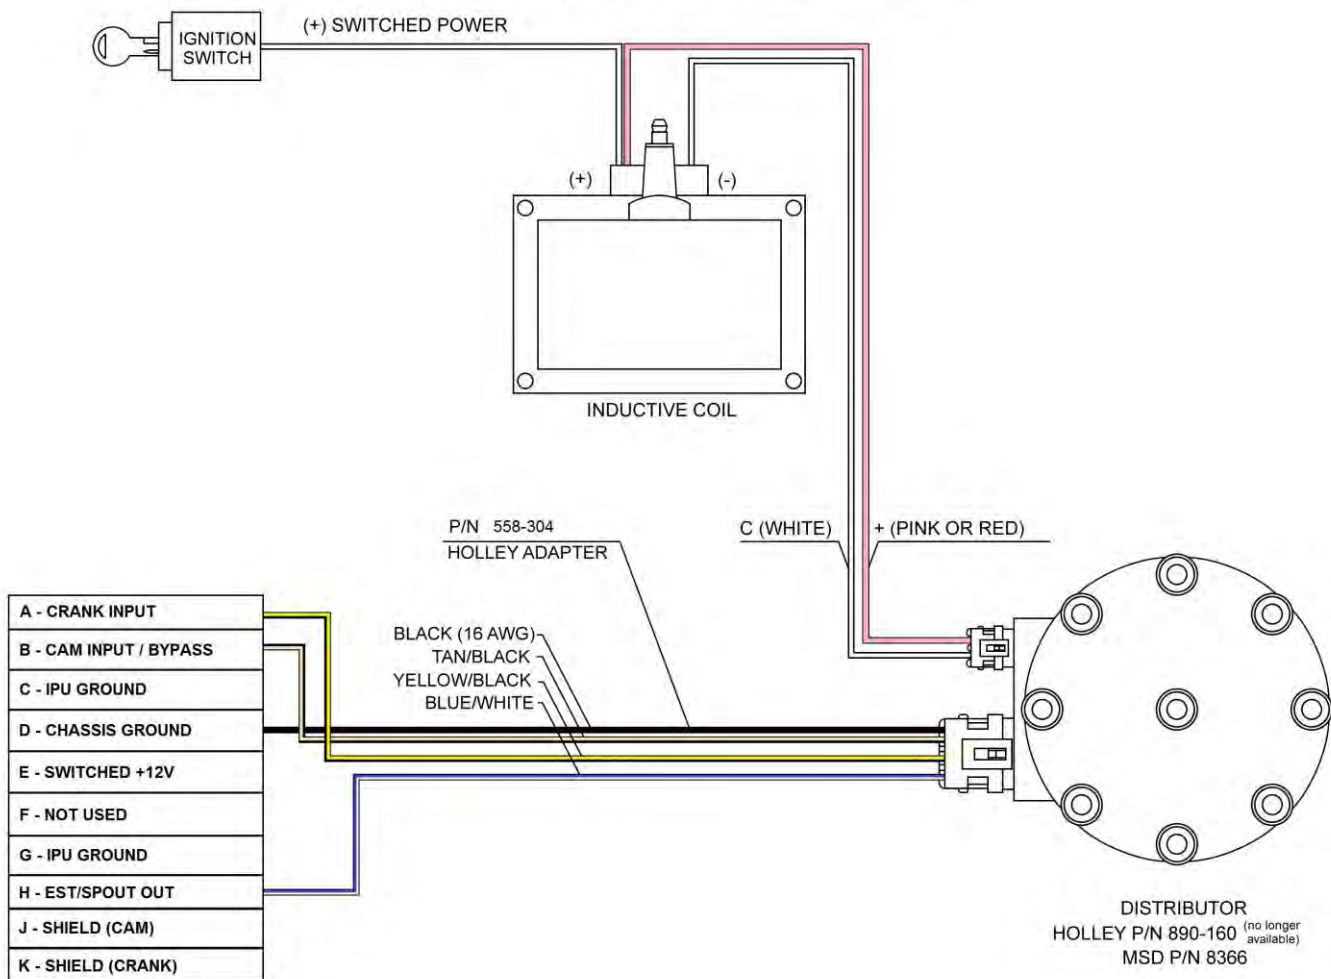 (+) SWITCHED POWER
IGNITION
SWITCH
(+)
(-)
INDUCTIVE COIL
P/N 558-304
HOLLEY ADAPTER
C (WHITE)
+ (PINK OR RED)
BLACK (16 AWG)
TAN/BLACK
YELLOW/BLACK
BLUE/WHITE
A - CRANK INPUT
B - CAM INPUT / BYPASS
C - IPU GROUND
D - CHASSIS GROUND
E - SWITCHED +12V
F - NOT USED
G - IPU GROUND
H - EST/SPOUT OUT
J - SHIELD (CAM)
K - SHIELD (CRANK)
DISTRIBUTOR
HOLLEY P/N 890-160 (no longer
available)
MSD P/N 8366